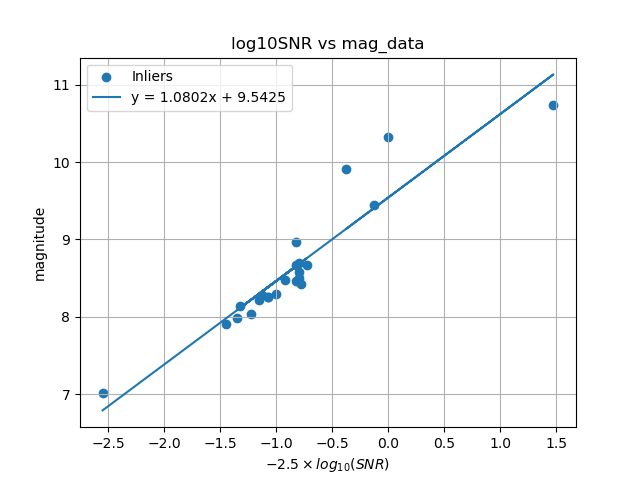 log10SNR vs mag_data
Inliers
y = 1.0802x + 9.5425
magnitude
11
10
9
8
7
−2.5 −2.0 −1.5 −1.0 −0.5 0.0 0.5 1.0 1.5
−2.5 × log₁₀(SNR)